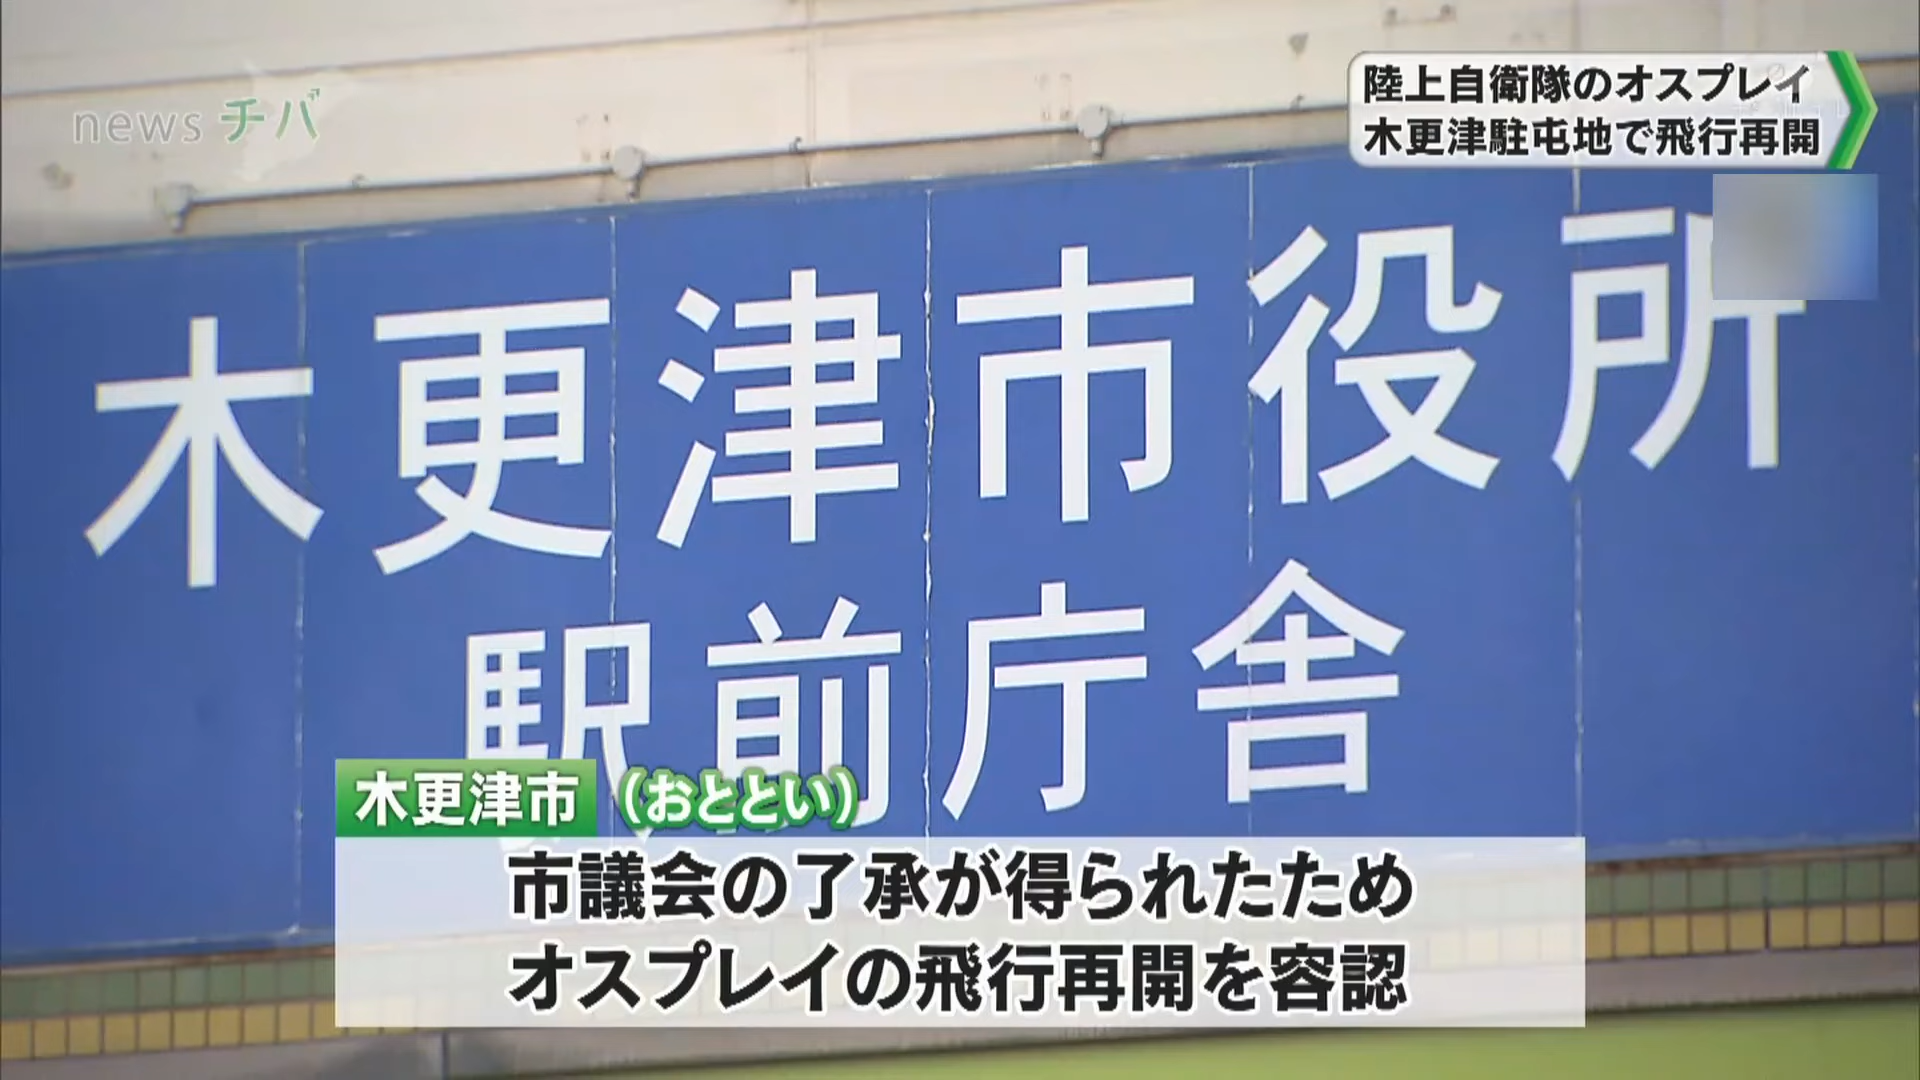 news チバ
陸上自衛隊のオスプレイ
木更津駐屯地で飛行再開
木更津市役所
駅前庁舎
木更津市 (おととい)
市議会の了承が得られたため
オスプレイの飛行再開を容認